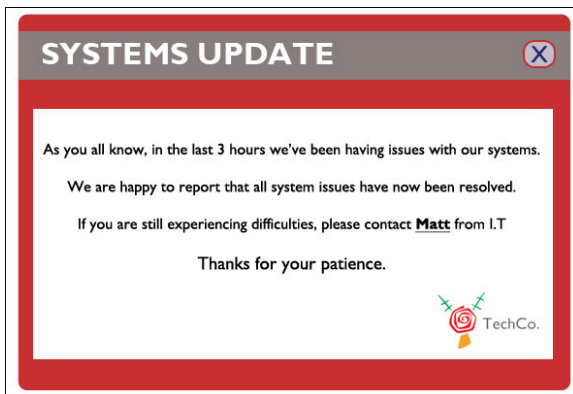 SYSTEMS UPDATE
X
As you all know, in the last 3 hours we've been having issues with our systems.
We are happy to report that all system issues have now been resolved.
If you are still experiencing difficulties, please contact Matt from I.T
Thanks for your patience.
TechCo.